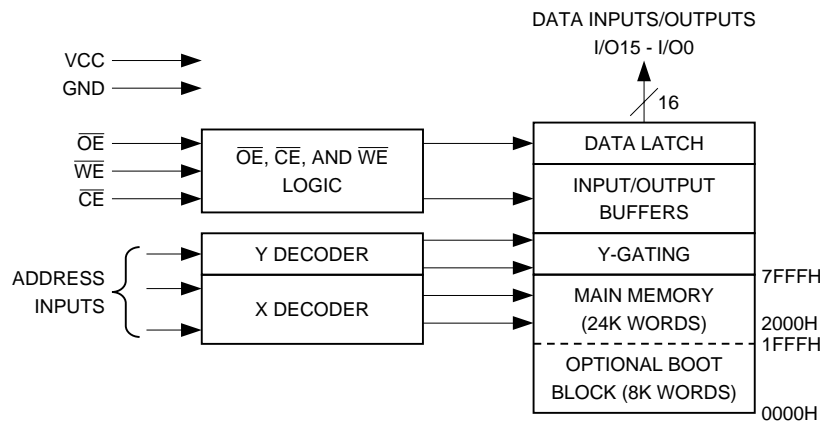 DATA INPUTS/OUTPUTS
I/O15 - I/O0
16
VCC
GND
OE
WE
CE
OE, CE, AND WE
LOGIC
DATA LATCH
INPUT/OUTPUT
BUFFERS
Y DECODER
Y-GATING
ADDRESS
INPUTS
X DECODER
7FFFH
MAIN MEMORY
(24K WORDS)
2000H
1FFFH
OPTIONAL BOOT
BLOCK (8K WORDS)
0000H